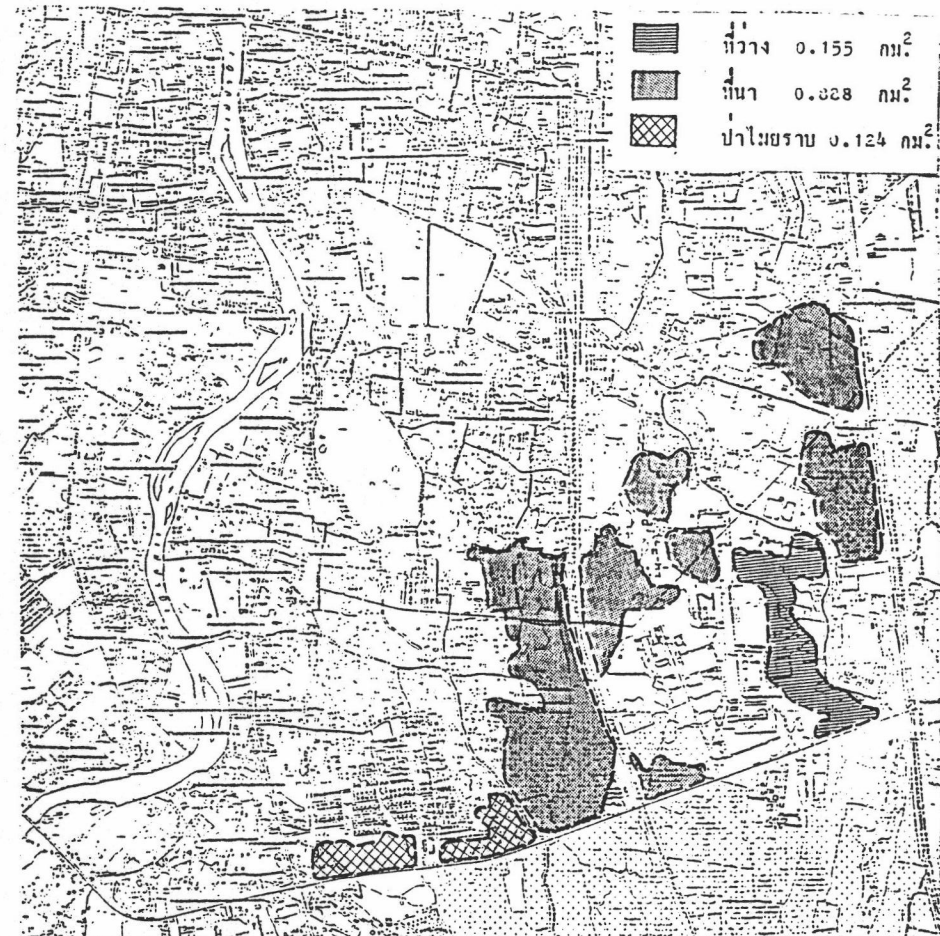 ที่ว่าง 0.155 กม.²
ที่นา 0.828 กม.²
ป่าไมยราบ 0.124 กม.²